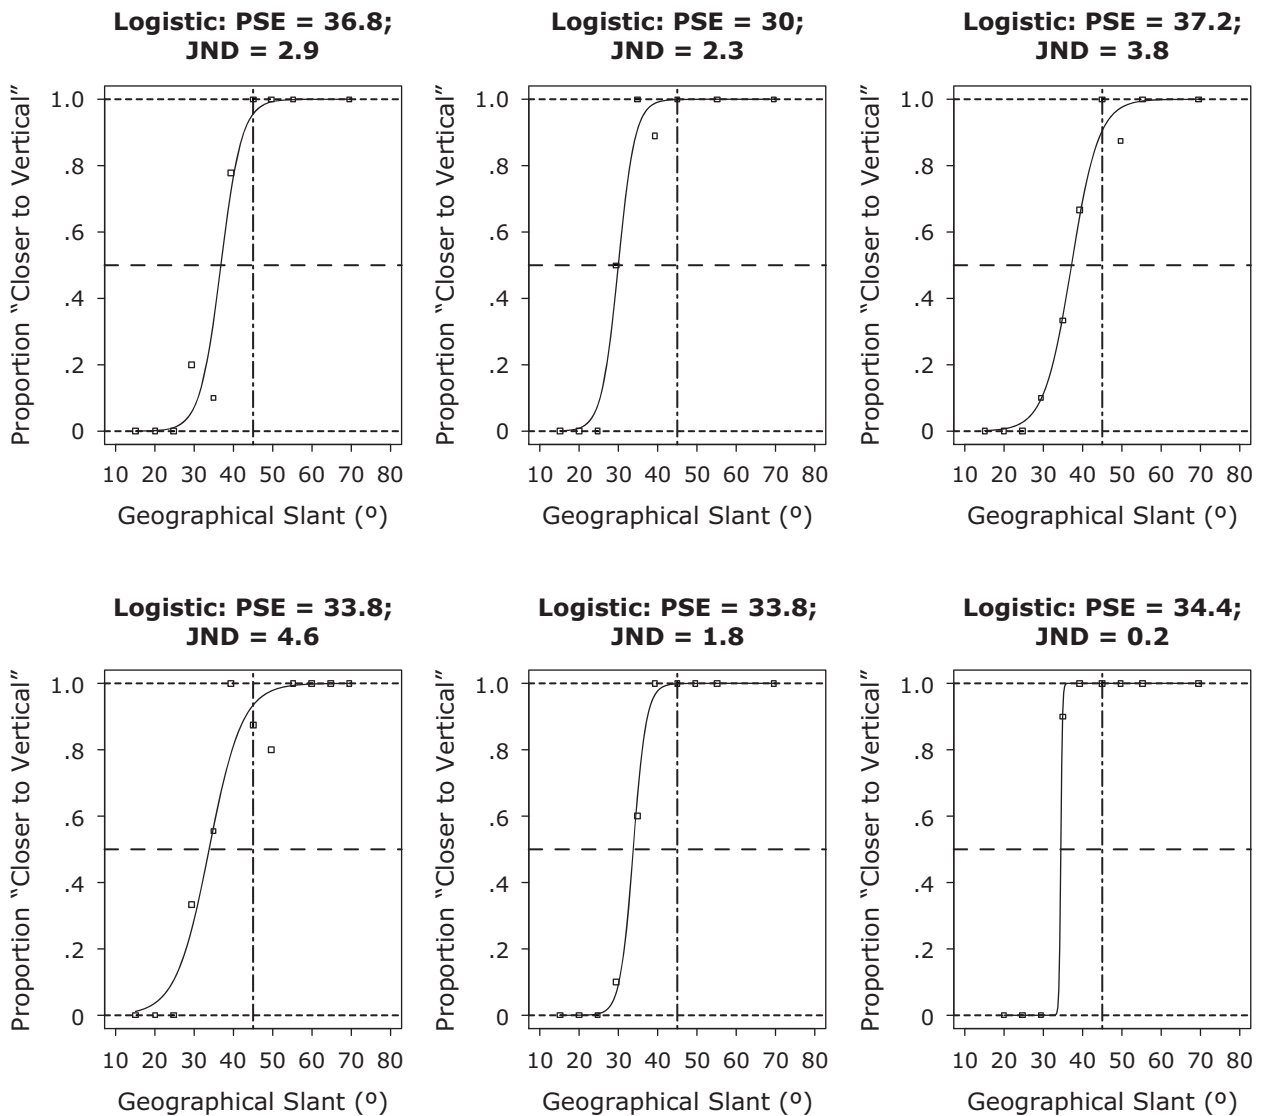 Logistic: PSE = 36.8;
JND = 2.9
Proportion “Closer to Vertical”
1.0
.8
.6
.4
.2
0
10 20 30 40 50 60 70 80
Geographical Slant (º)
Logistic: PSE = 30;
JND = 2.3
Proportion “Closer to Vertical”
1.0
.8
.6
.4
.2
0
10 20 30 40 50 60 70 80
Geographical Slant (º)
Logistic: PSE = 37.2;
JND = 3.8
Proportion “Closer to Vertical”
1.0
.8
.6
.4
.2
0
10 20 30 40 50 60 70 80
Geographical Slant (º)
Logistic: PSE = 33.8;
JND = 4.6
Proportion “Closer to Vertical”
1.0
.8
.6
.4
.2
0
10 20 30 40 50 60 70 80
Geographical Slant (º)
Logistic: PSE = 33.8;
JND = 1.8
Proportion “Closer to Vertical”
1.0
.8
.6
.4
.2
0
10 20 30 40 50 60 70 80
Geographical Slant (º)
Logistic: PSE = 34.4;
JND = 0.2
Proportion “Closer to Vertical”
1.0
.8
.6
.4
.2
0
10 20 30 40 50 60 70 80
Geographical Slant (º)